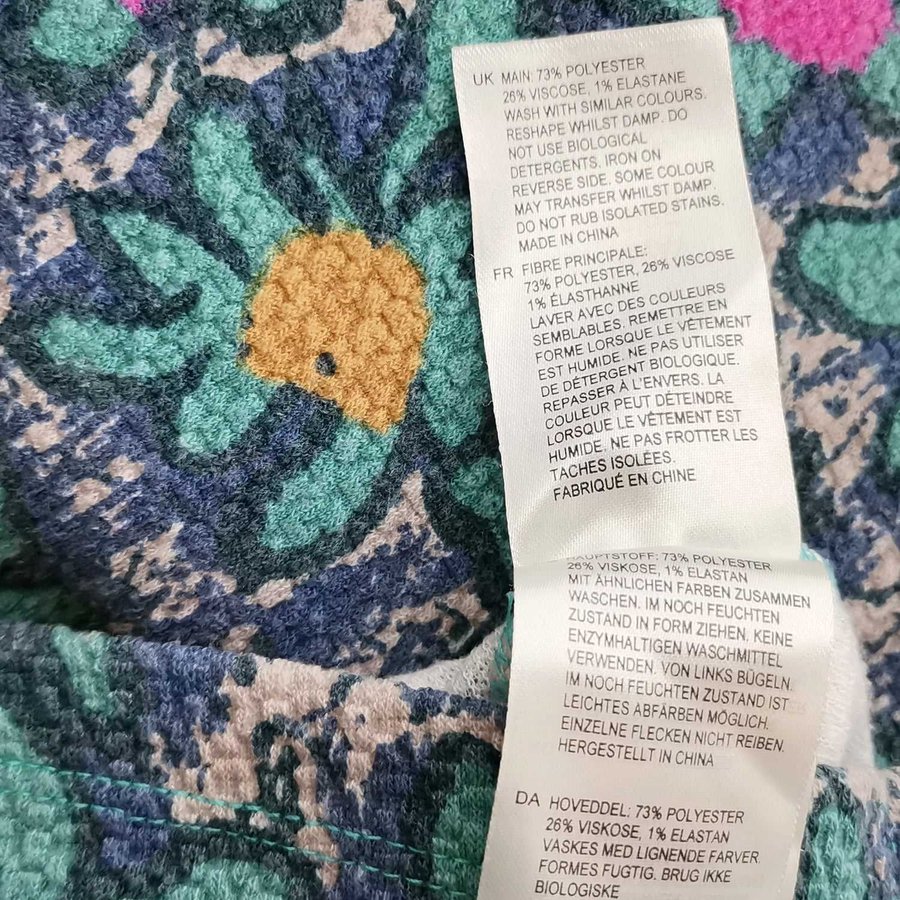 UK MAIN: 73% POLYESTER
26% VISCOSE, 1% ELASTANE
WASH WITH SIMILAR COLOURS.
RESHAPE WHILST DAMP. DO
NOT USE BIOLOGICAL
DETERGENTS. IRON ON
REVERSE SIDE. SOME COLOUR
MAY TRANSFER WHILST DAMP.
DO NOT RUB ISOLATED STAINS.
MADE IN CHINA
FR FIBRE PRINCIPALE:
73% POLYESTER, 26% VISCOSE
1% ÉLASTHANNE
LAVER AVEC DES COULEURS
SEMBLABLES. REMETTRE EN
FORME LORSQUE LE VÊTEMENT
EST HUMIDE. NE PAS UTILISER
DE DÉTERGENT BIOLOGIQUE.
REPASSER À L'ENVERS. LA
COULEUR PEUT DÉTEINDRE
LORSQUE LE VÊTEMENT EST
HUMIDE. NE PAS FROTTER LES
TACHES ISOLÉES.
FABRIQUÉ EN CHINE
HAUPTSTOFF: 73% POLYESTER
26% VISKOSE, 1% ELASTAN
MIT ÄHNLICHEN FARBEN ZUSAMMEN
WASCHEN. IM NOCH FEUCHTEN
ZUSTAND IN FORM ZIEHEN. KEINE
ENZYMHALTIGEN WASCHMITTEL
VERWENDEN. VON LINKS BÜGELN.
IM NOCH FEUCHTEN ZUSTAND IST
LEICHTES ABFÄRBEN MÖGLICH.
EINZELNE FLECKEN NICHT REIBEN.
HERGESTELLT IN CHINA
DA HOVEDDEL: 73% POLYESTER
26% VISKOSE, 1% ELASTAN
VASKES MED LIGNENDE FARVER.
FORMES FUGTIG. BRUG IKKE
BIOLOGISKE